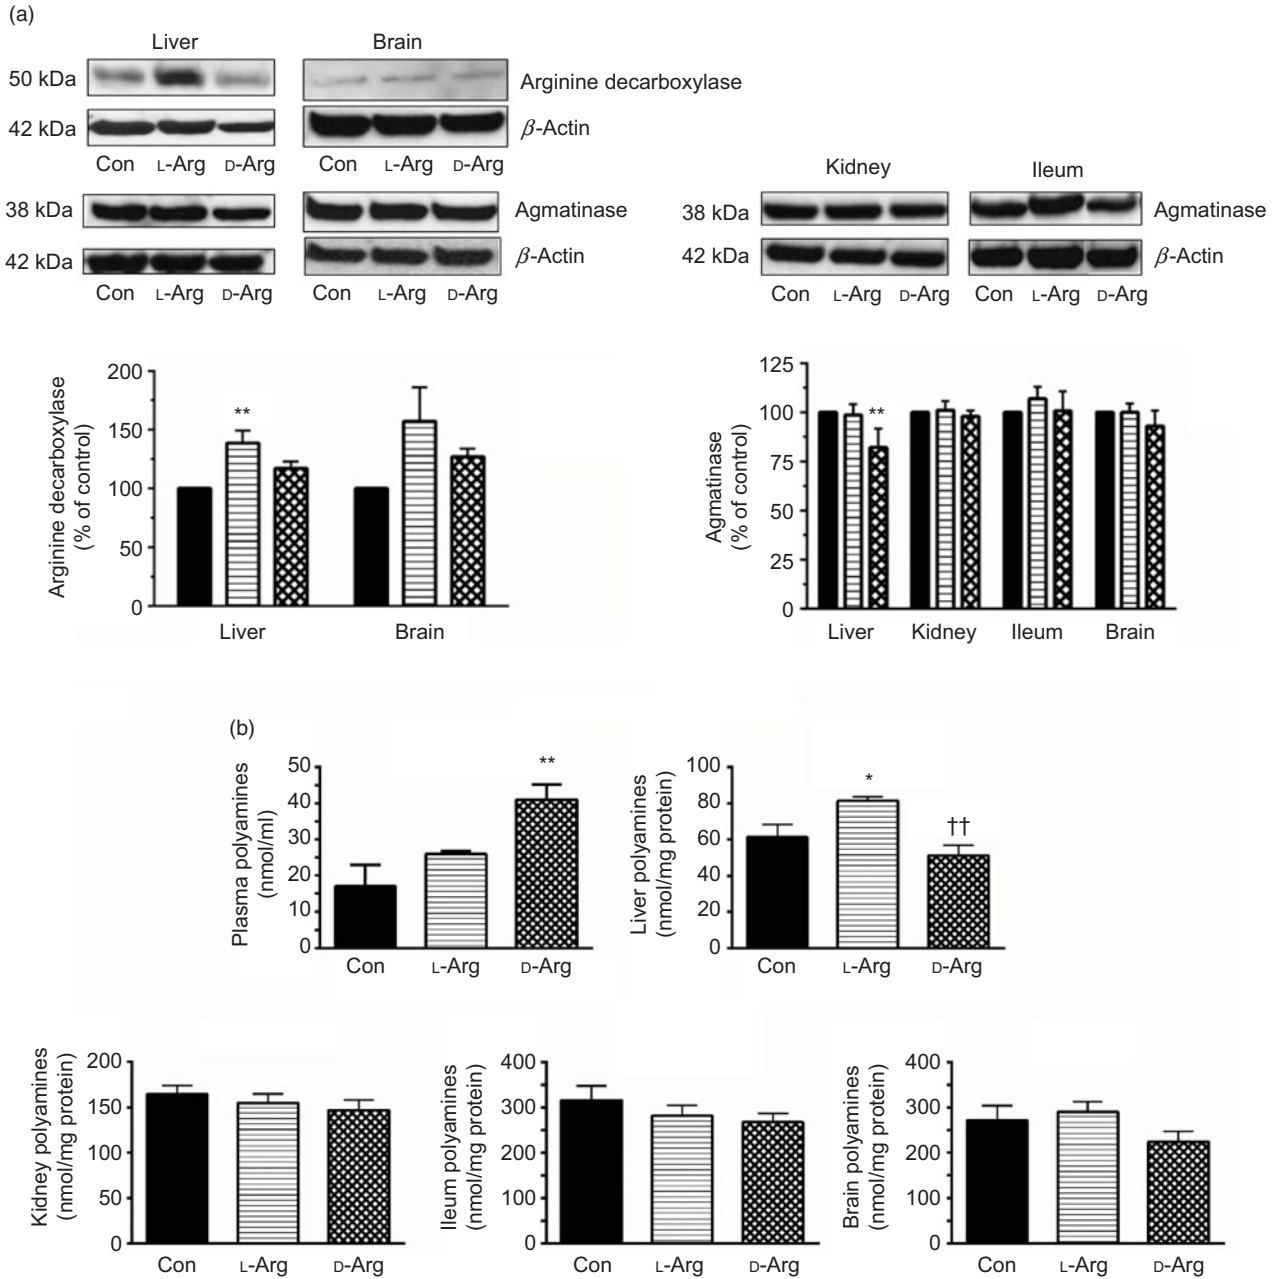 (a)
Liver Brain
50 kDa Arginine decarboxylase
42 kDa β-Actin
Con L-Arg D-Arg Con L-Arg D-Arg
38 kDa Agmatinase
42 kDa β-Actin
Con L-Arg D-Arg Con L-Arg D-Arg
Kidney Ileum
38 kDa Agmatinase
42 kDa β-Actin
Con L-Arg D-Arg Con L-Arg D-Arg
Arginine decarboxylase
(% of control)
200
150
100
50
0
**
Liver Brain
Agmatinase
(% of control)
125
100
75
50
25
0
**
Liver Kidney Ileum Brain
(b)
Plasma polyamines
(nmol/ml)
50
40
30
20
10
0
**
Con L-Arg D-Arg
Liver polyamines
(nmol/mg protein)
100
80
60
40
20
0
*
††
Con L-Arg D-Arg
Kidney polyamines
(nmol/mg protein)
200
150
100
50
0
Con L-Arg D-Arg
Ileum polyamines
(nmol/mg protein)
400
300
200
100
0
Con L-Arg D-Arg
Brain polyamines
(nmol/mg protein)
400
300
200
100
0
Con L-Arg D-Arg